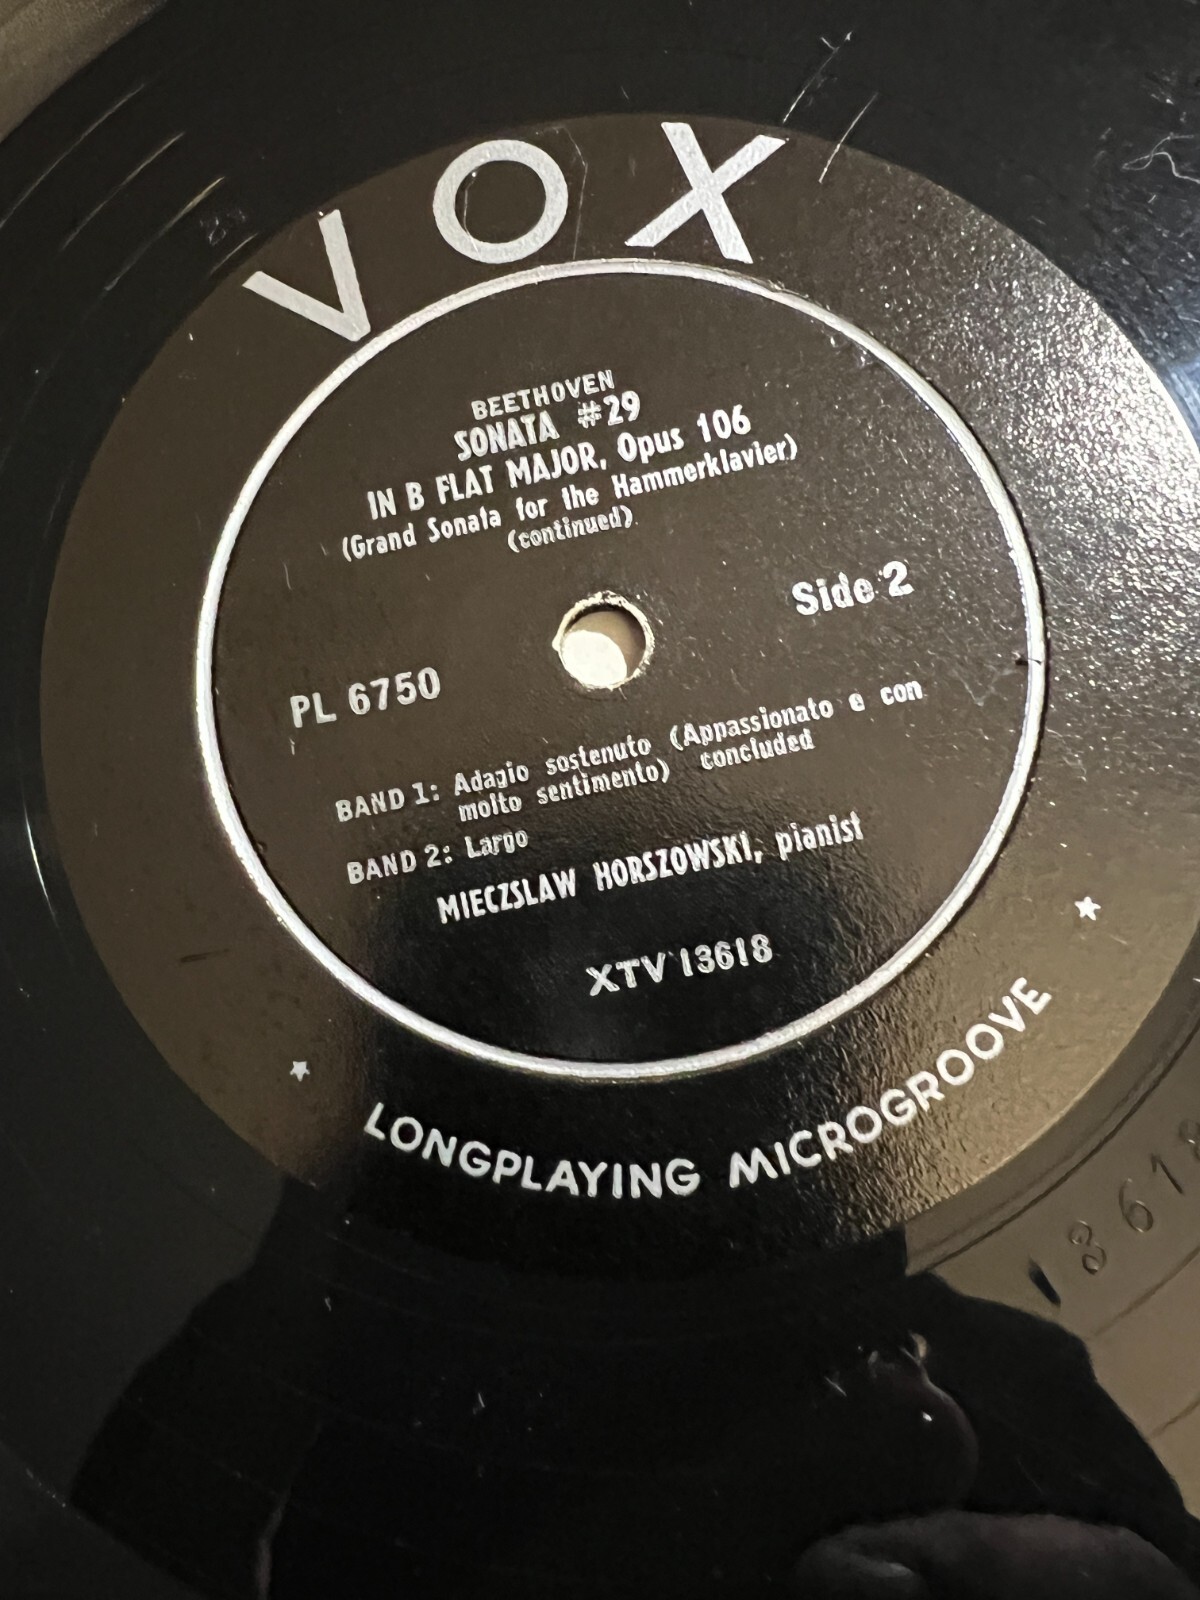 VOX
BEETHOVEN
SONATA #29
IN B FLAT MAJOR, Opus 106
(Grand Sonata for the Hammerklavier)
(continued)
Side 2
PL 6750
BAND 1: Adagio sostenuto (Appassionato e con
molto sentimento) concluded
BAND 2: Largo
MIECZSLAW HORSZOWSKI, pianist
XTV 13618
★ LONGPLAYING MICROGROOVE ★
13618